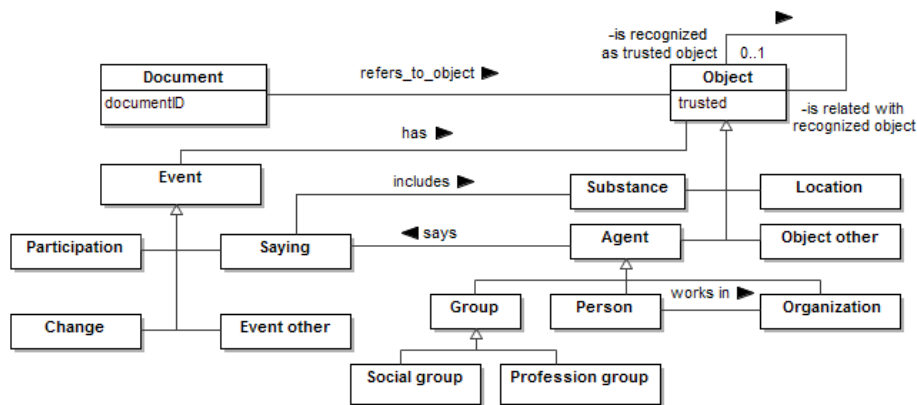 -is recognized
as trusted object
0..1
Document
refers_to_object
Object
documentID
trusted
-is related with
recognized object
has
Event
includes
Substance
Location
Participation
Saying
says
Agent
Object other
Group
Person
works in
Organization
Change
Event other
Social group
Profession group